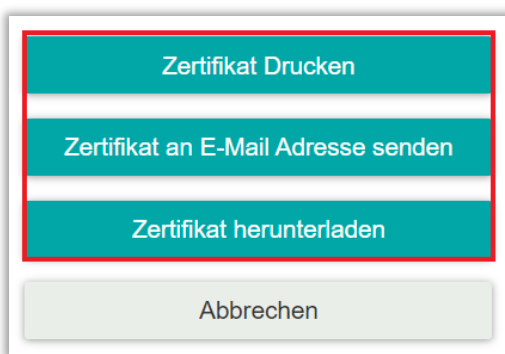 Zertifikat Drucken
Zertifikat an E-Mail Adresse senden
Zertifikat herunterladen
Abbrechen